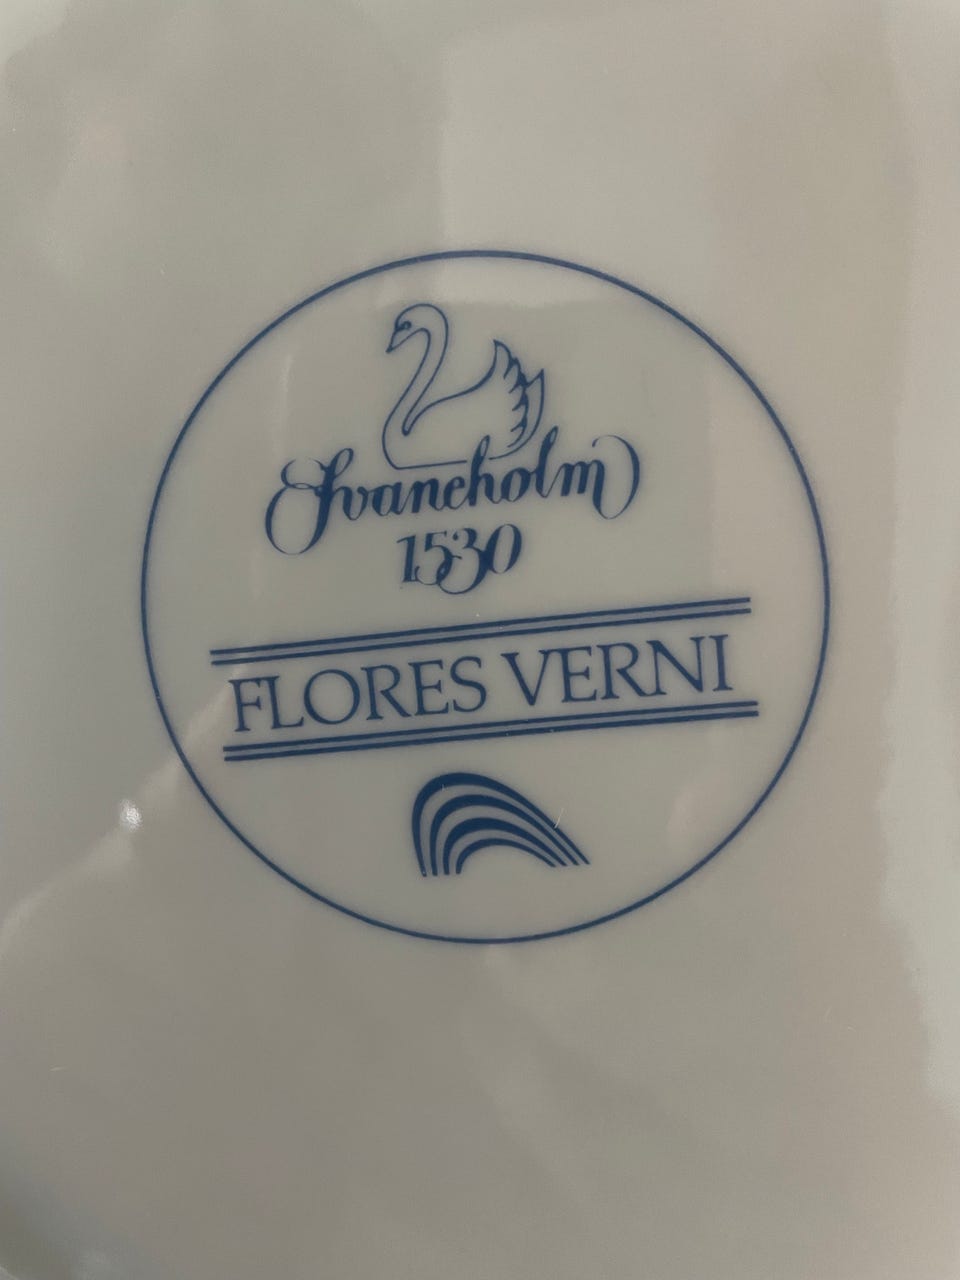 Svaneholm
1530
FLORES VERNI